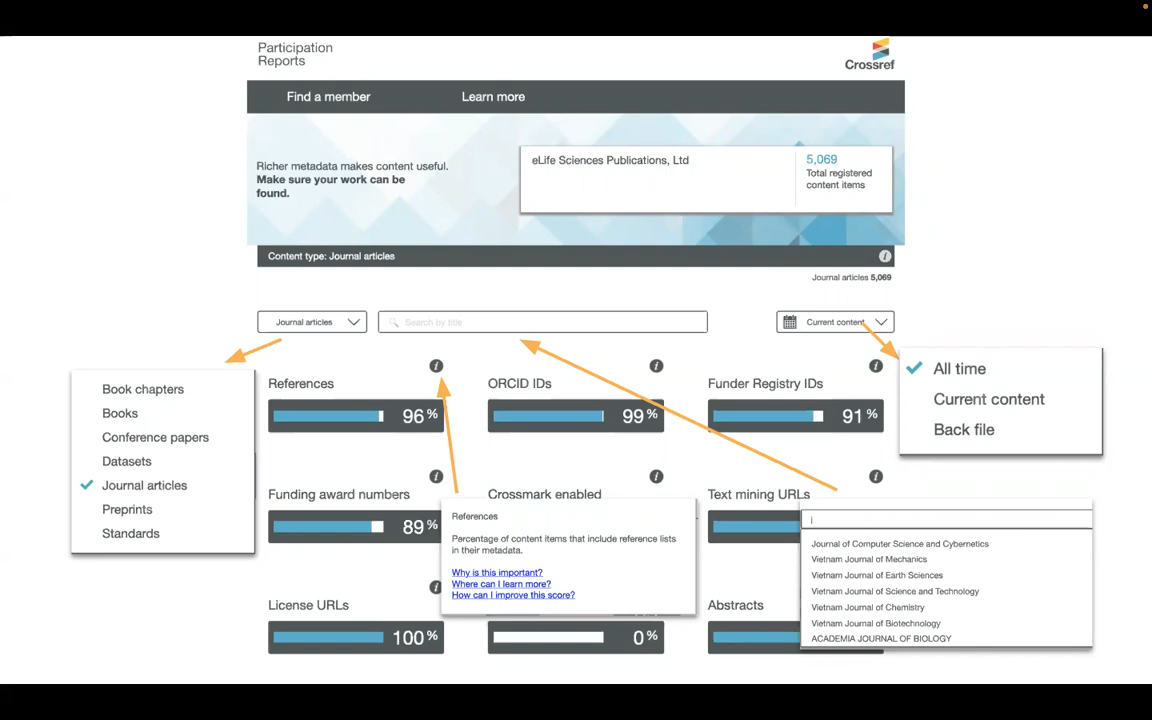 Participation
Reports
Crossref
Find a member
Learn more
Richer metadata makes content useful.
Make sure your work can be
found.
eLife Sciences Publications, Ltd
5,069
Total registered
content items
Content type: Journal articles
i
Journal articles 5,069
Journal articles
Search by title
Current content
All time
Current content
Back file
Book chapters
Books
Conference papers
Datasets
Journal articles
Preprints
Standards
i
References
96 %
i
ORCID IDs
99 %
i
Funder Registry IDs
91 %
i
Funding award numbers
89 %
i
Crossmark enabled
i
Text mining URLs
References
Percentage of content items that include reference lists
in their metadata.
Why is this important?
Where can I learn more?
How can I improve this score?
Journal of Computer Science and Cybernetics
Vietnam Journal of Mechanics
Vietnam Journal of Earth Sciences
Vietnam Journal of Science and Technology
Vietnam Journal of Chemistry
Vietnam Journal of Biotechnology
ACADEMIA JOURNAL OF BIOLOGY
i
License URLs
100 %
0 %
Abstracts